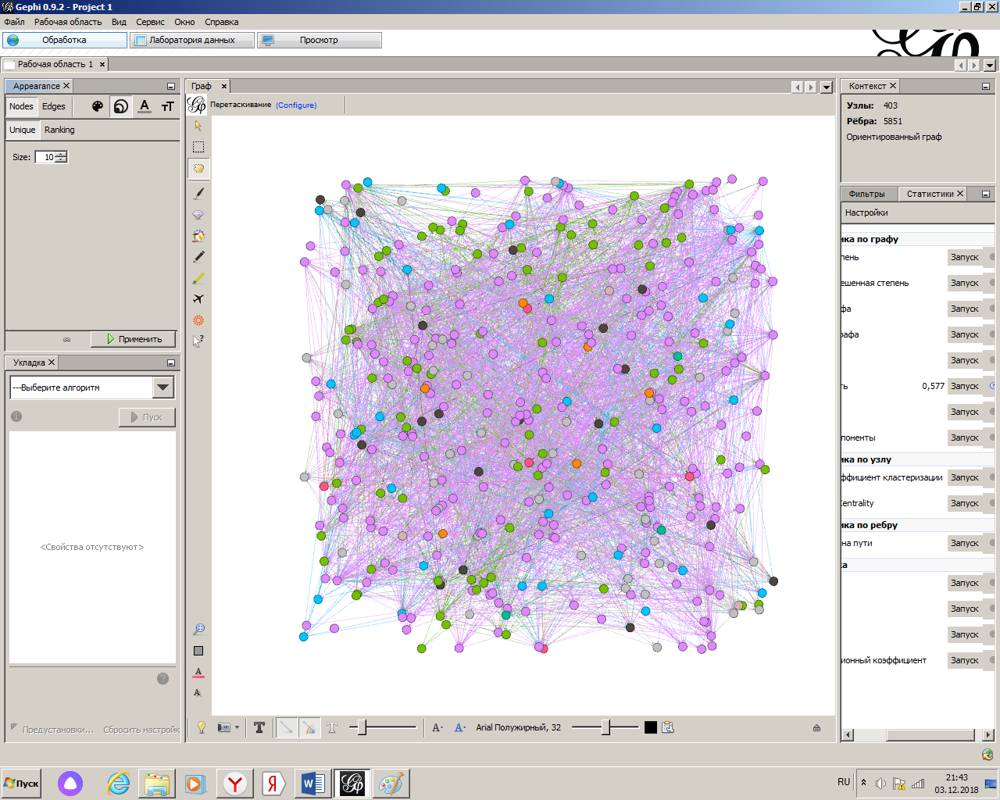 Gephi 0.9.2 - Project 1
Файл Рабочая область Вид Сервис Окно Справка
Обработка Лаборатория данных Просмотр
Рабочая область 1
Appearance
Nodes Edges
Unique Ranking
Size: 10
Применить
Укладка
---Выберите алгоритм
Пуск
<Свойства отсутствуют>
Предустановки... Сбросить настройк
Граф
Перетаскивание (Configure)
Arial Полужирный, 32
Контекст
Узлы: 403
Рёбра: 5851
Ориентированный граф
Фильтры Статистики
Настройки
ика по графу
пень Запуск
ешенная степень Запуск
фа Запуск
рафа Запуск
Запуск
ть 0,577 Запуск
Запуск
поненты Запуск
ика по узлу
ффициент кластеризации Запуск
Centrality Запуск
ика по ребру
на пути Запуск
ка
Запуск
Запуск
Запуск
ионный коэффициент Запуск
Пуск
RU
21:43
03.12.2018